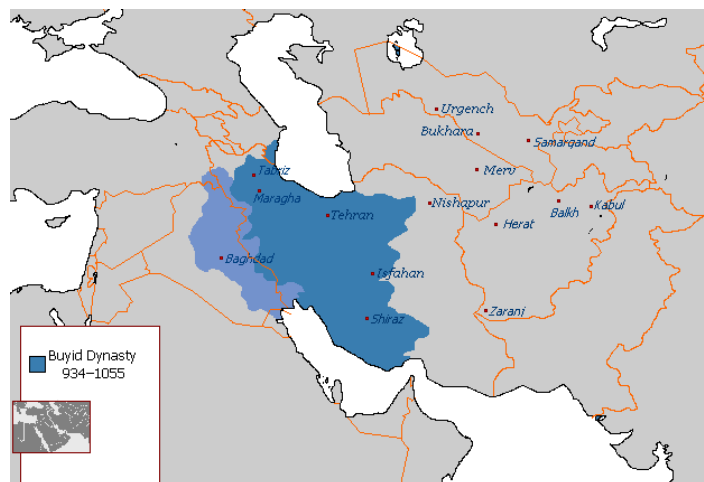 Urgench
Bukhara
Samarqand
Tabriz
Merv
Maragha
Nishapur
Balkh
Kabul
Tehran
Herat
Baghdad
Isfahan
Shiraz
Zaranj
Buyid Dynasty
934-1055